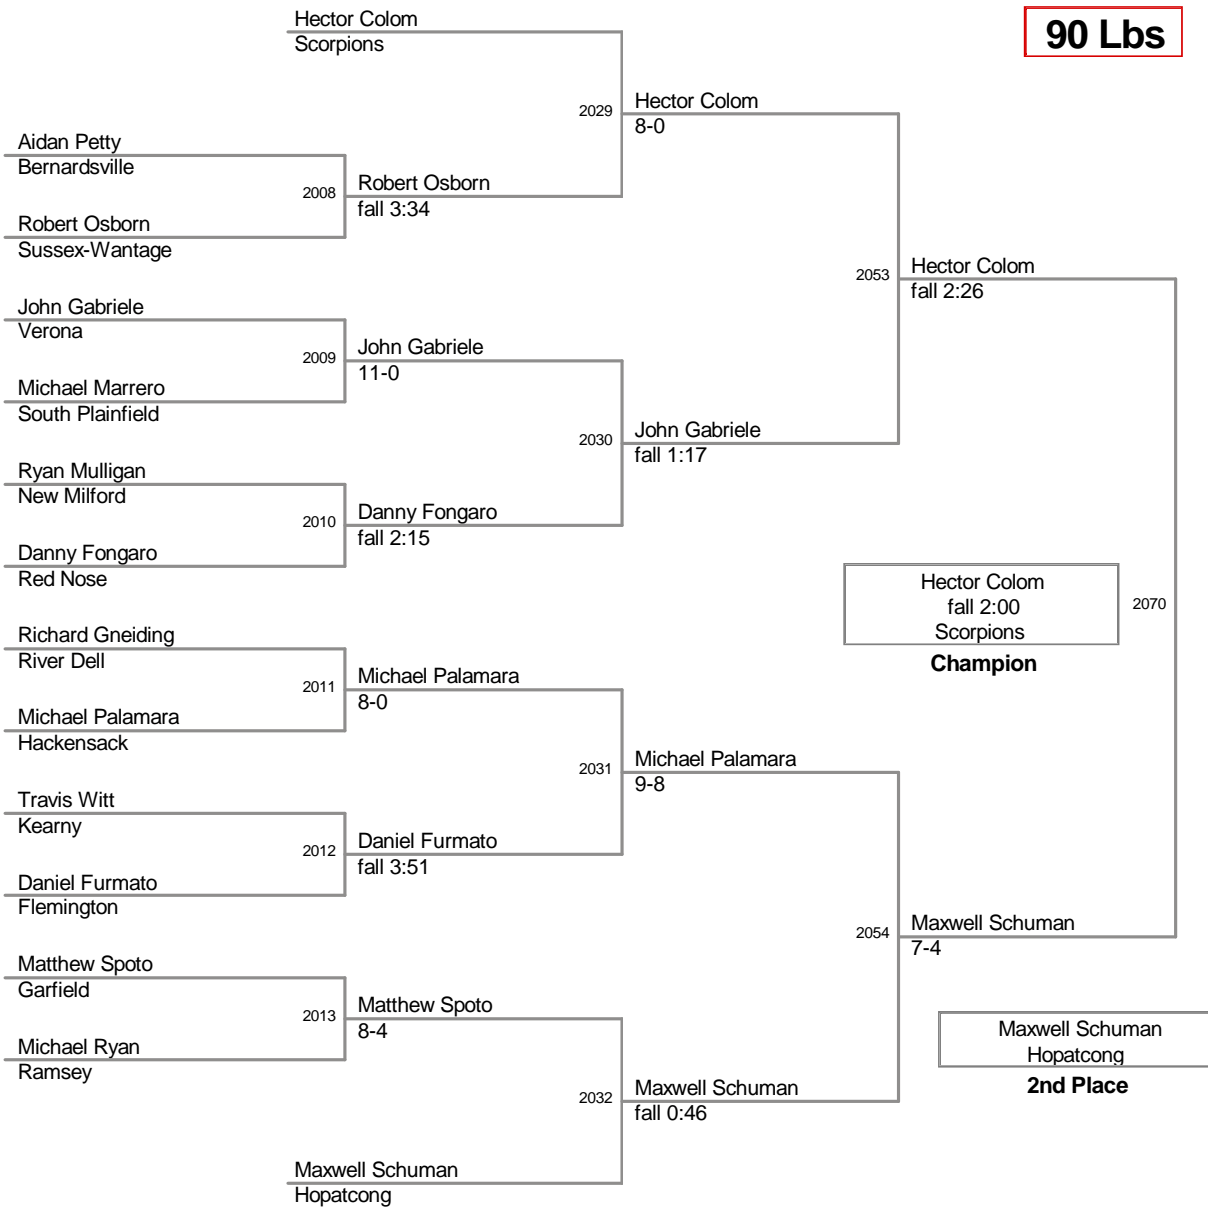 Hector Colom
Scorpions
90 Lbs
2029
Hector Colom
8-0
Aidan Petty
Bernardsville
2008
Robert Osborn
fall 3:34
Robert Osborn
Sussex-Wantage
2053
Hector Colom
fall 2:26
John Gabriele
Verona
2009
John Gabriele
11-0
Michael Marrero
South Plainfield
2030
John Gabriele
fall 1:17
Ryan Mulligan
New Milford
2010
Danny Fongaro
fall 2:15
Danny Fongaro
Red Nose
Hector Colom
fall 2:00
Scorpions
Champion
2070
Richard Gneiding
River Dell
2011
Michael Palamara
8-0
Michael Palamara
Hackensack
2031
Michael Palamara
9-8
Travis Witt
Kearny
2012
Daniel Furmato
fall 3:51
Daniel Furmato
Flemington
2054
Maxwell Schuman
7-4
Matthew Spoto
Garfield
2013
Matthew Spoto
8-4
Michael Ryan
Ramsey
Maxwell Schuman
Hopatcong
2nd Place
2032
Maxwell Schuman
fall 0:46
Maxwell Schuman
Hopatcong